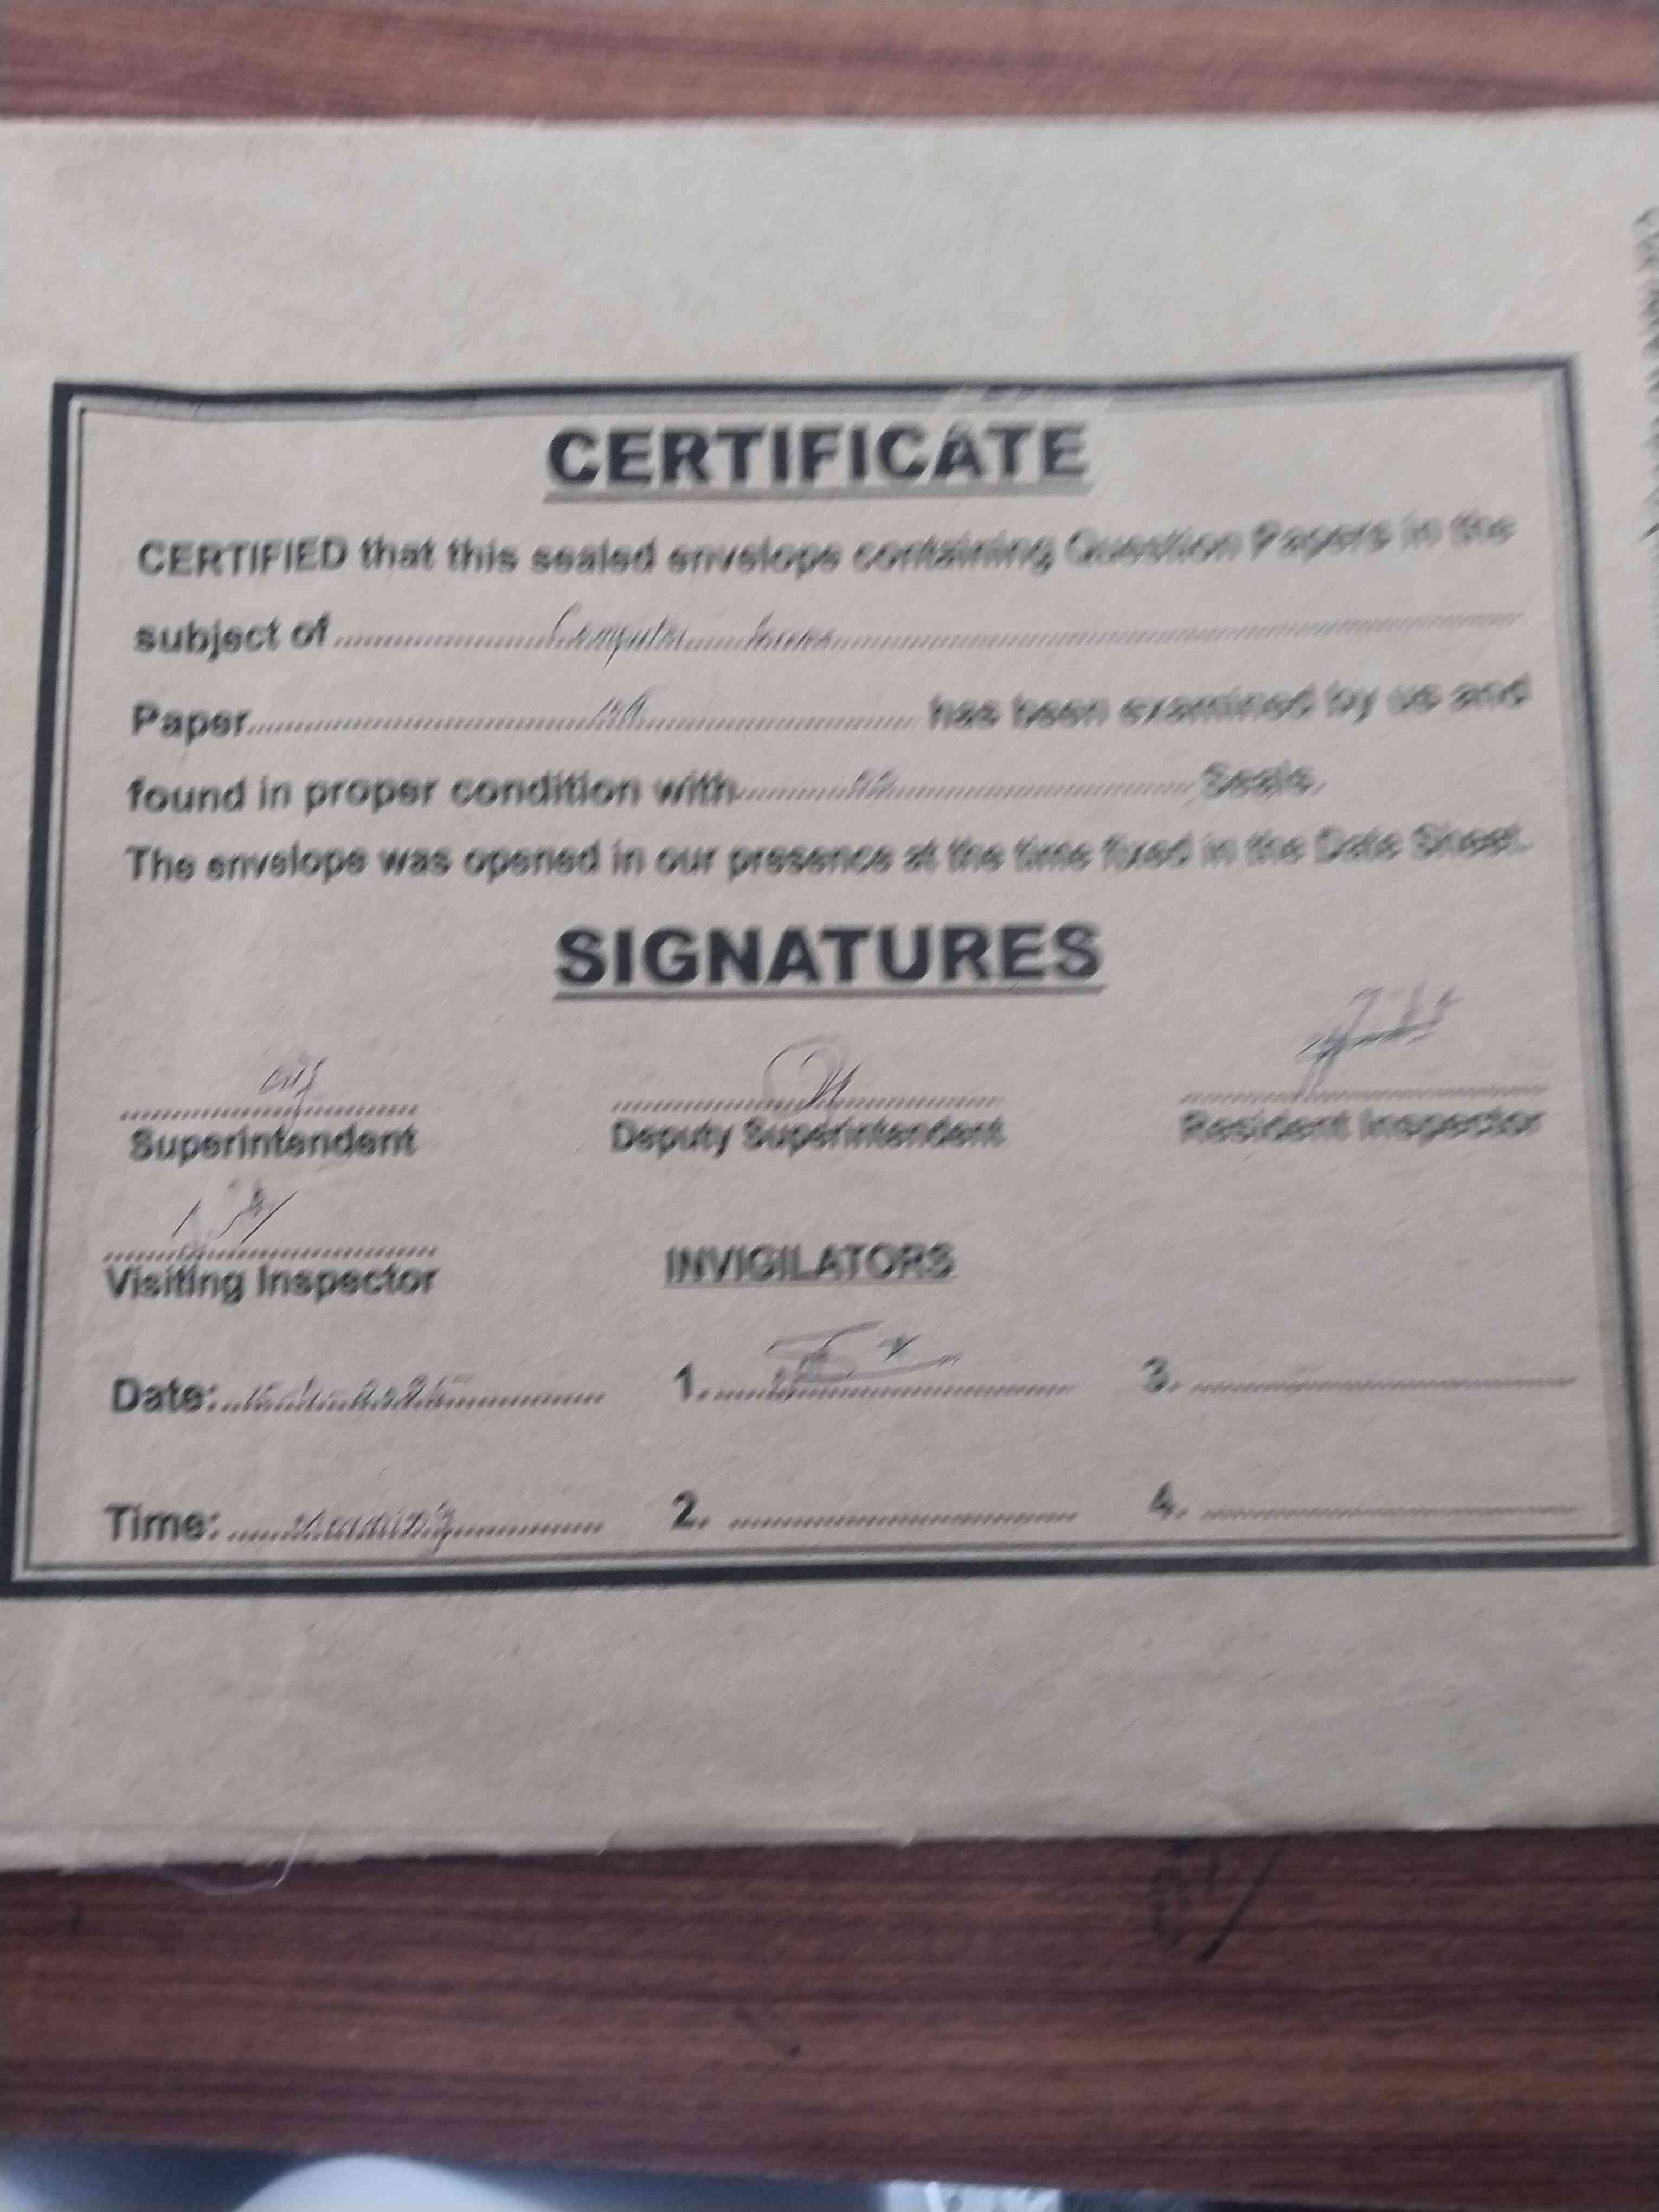 CERTIFICATE
CERTIFIED that this sealed envelope containing Question Papers in the
subject of Computer Science
Paper has been examined by us and
found in proper condition with Seals.
The envelope was opened in our presence at the time fixed in the Date Sheet.
SIGNATURES
Superintendent Deputy Superintendent Resident Inspector
Visiting Inspector INVIGILATORS
Date: 1. 3.
Time: Morning 2. 4.